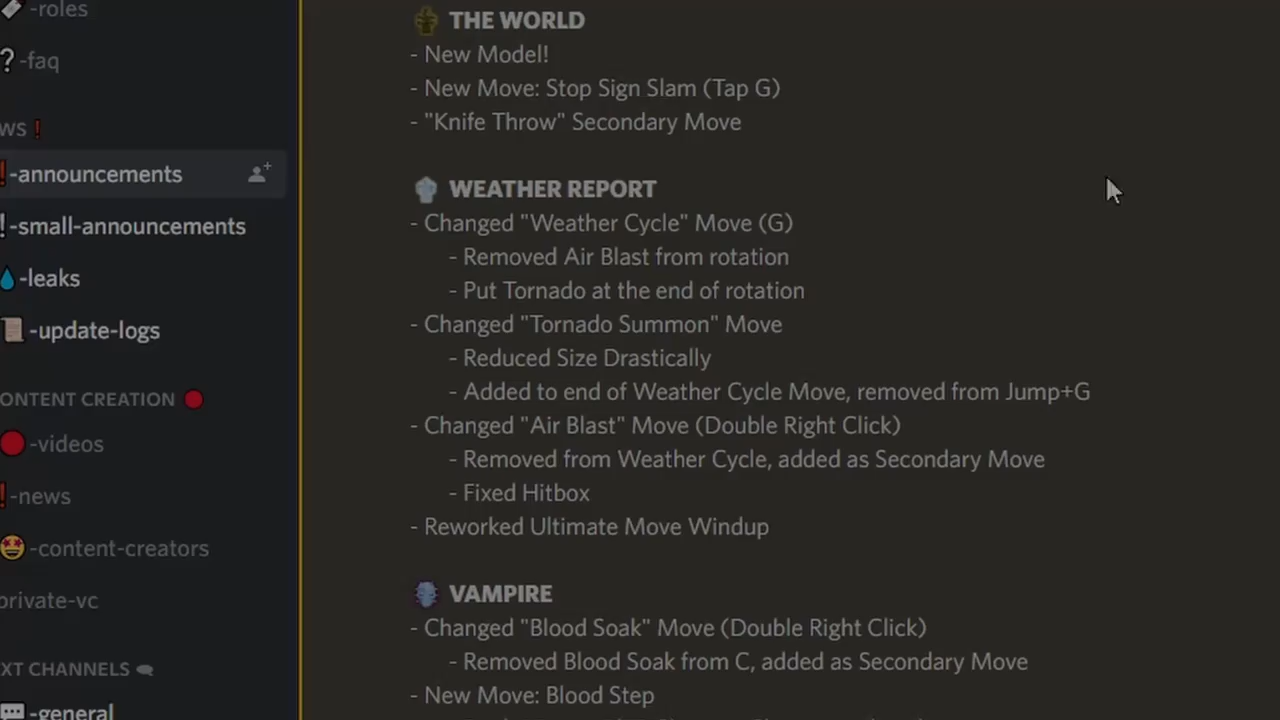 -roles
-faq
WS
-announcements
-small-announcements
-leaks
-update-logs
ONTENT CREATION
-videos
-news
-content-creators
private-vc
XT CHANNELS
-general
THE WORLD
- New Model!
- New Move: Stop Sign Slam (Tap G)
- "Knife Throw" Secondary Move
WEATHER REPORT
- Changed "Weather Cycle" Move (G)
- Removed Air Blast from rotation
- Put Tornado at the end of rotation
- Changed "Tornado Summon" Move
- Reduced Size Drastically
- Added to end of Weather Cycle Move, removed from Jump+G
- Changed "Air Blast" Move (Double Right Click)
- Removed from Weather Cycle, added as Secondary Move
- Fixed Hitbox
- Reworked Ultimate Move Windup
VAMPIRE
- Changed "Blood Soak" Move (Double Right Click)
- Removed Blood Soak from C, added as Secondary Move
- New Move: Blood Step